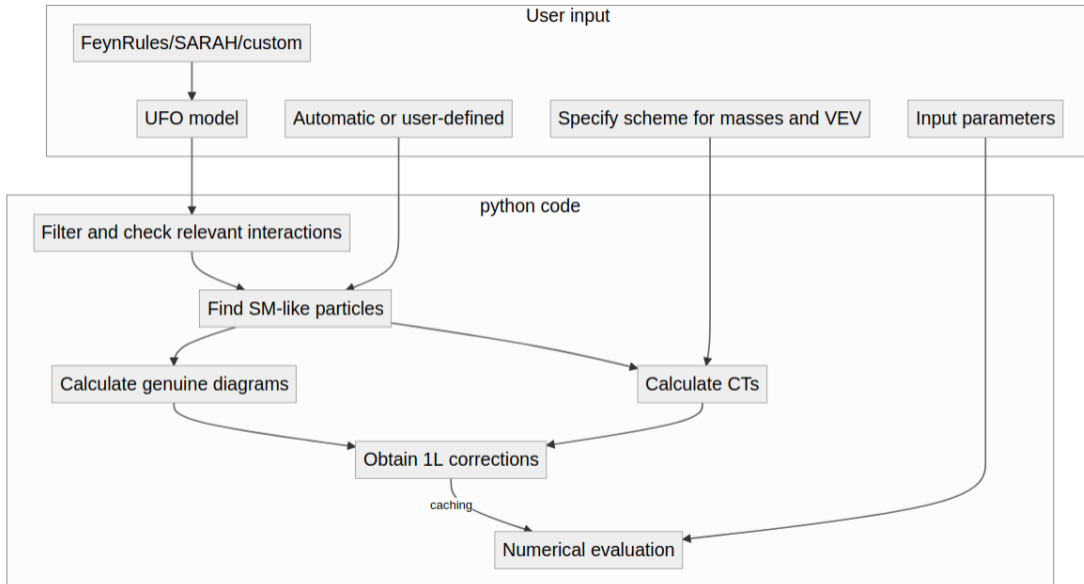 User input
FeynRules/SARAH/custom
UFO model
Automatic or user-defined
Specify scheme for masses and VEV
Input parameters
python code
Filter and check relevant interactions
Find SM-like particles
Calculate genuine diagrams
Calculate CTs
Obtain 1L corrections
caching
Numerical evaluation